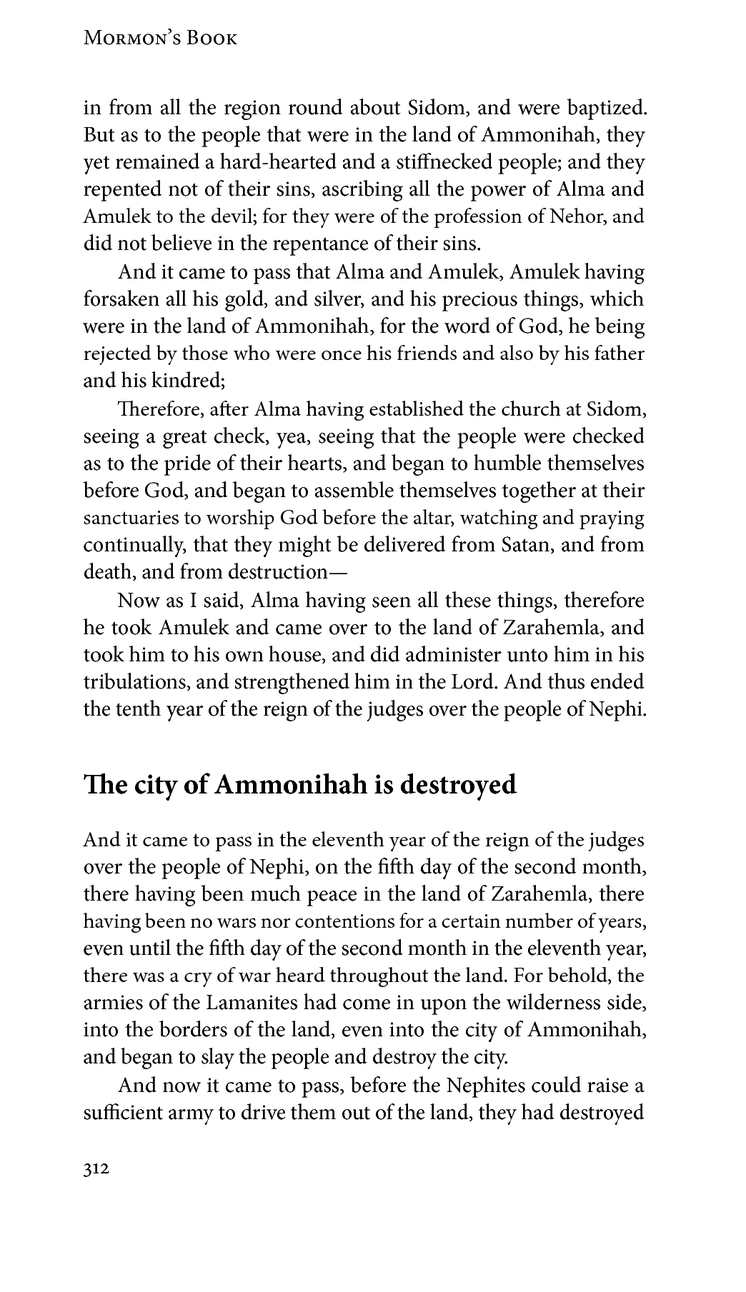 Mormon's Book
in from all the region round about Sidom, and were baptized.
But as to the people that were in the land of Ammonihah, they
yet remained a hard-hearted and a stiffnecked people; and they
repented not of their sins, ascribing all the power of Alma and
Amulek to the devil; for they were of the profession of Nehor, and
did not believe in the repentance of their sins.
And it came to pass that Alma and Amulek, Amulek having
forsaken all his gold, and silver, and his precious things, which
were in the land of Ammonihah, for the word of God, he being
rejected by those who were once his friends and also by his father
and his kindred;
Therefore, after Alma having established the church at Sidom,
seeing a great check, yea, seeing that the people were checked
as to the pride of their hearts, and began to humble themselves
before God, and began to assemble themselves together at their
sanctuaries to worship God before the altar, watching and praying
continually, that they might be delivered from Satan, and from
death, and from destruction—
Now as I said, Alma having seen all these things, therefore
he took Amulek and came over to the land of Zarahemla, and
took him to his own house, and did administer unto him in his
tribulations, and strengthened him in the Lord. And thus ended
the tenth year of the reign of the judges over the people of Nephi.
The city of Ammonihah is destroyed
And it came to pass in the eleventh year of the reign of the judges
over the people of Nephi, on the fifth day of the second month,
there having been much peace in the land of Zarahemla, there
having been no wars nor contentions for a certain number of years,
even until the fifth day of the second month in the eleventh year,
there was a cry of war heard throughout the land. For behold, the
armies of the Lamanites had come in upon the wilderness side,
into the borders of the land, even into the city of Ammonihah,
and began to slay the people and destroy the city.
And now it came to pass, before the Nephites could raise a
sufficient army to drive them out of the land, they had destroyed
312